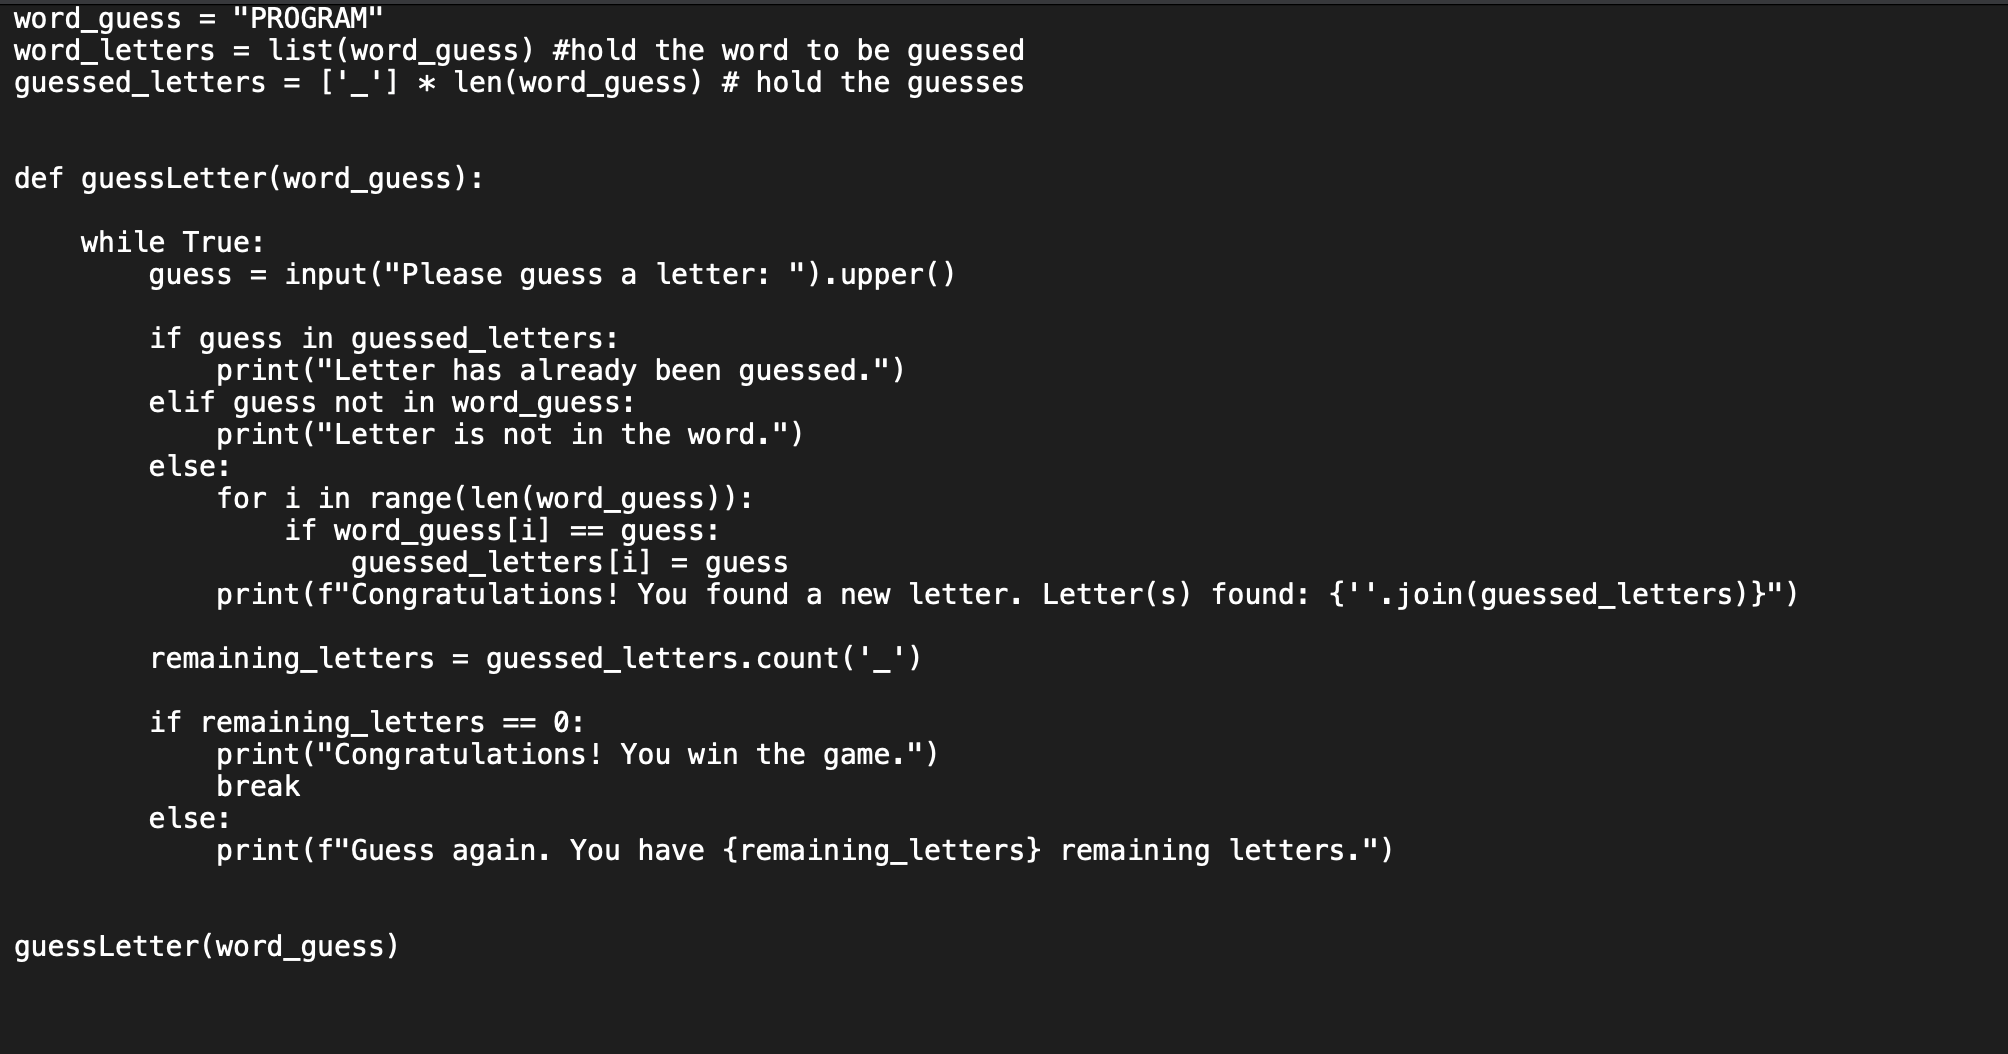 word_guess = "PROGRAM"
word_letters = list(word_guess) #hold the word to be guessed
guessed_letters = ['_'] * len(word_guess) # hold the guesses
def guessLetter(word_guess):
    while True:
        guess = input("Please guess a letter: ").upper()
        if guess in guessed_letters:
            print("Letter has already been guessed.")
        elif guess not in word_guess:
            print("Letter is not in the word.")
        else:
            for i in range(len(word_guess)):
                if word_guess[i] == guess:
                    guessed_letters[i] = guess
            print(f"Congratulations! You found a new letter. Letter(s) found: {''.join(guessed_letters)}")
        remaining_letters = guessed_letters.count('_')
        if remaining_letters == 0:
            print("Congratulations! You win the game.")
            break
        else:
            print(f"Guess again. You have {remaining_letters} remaining letters.")
guessLetter(word_guess)